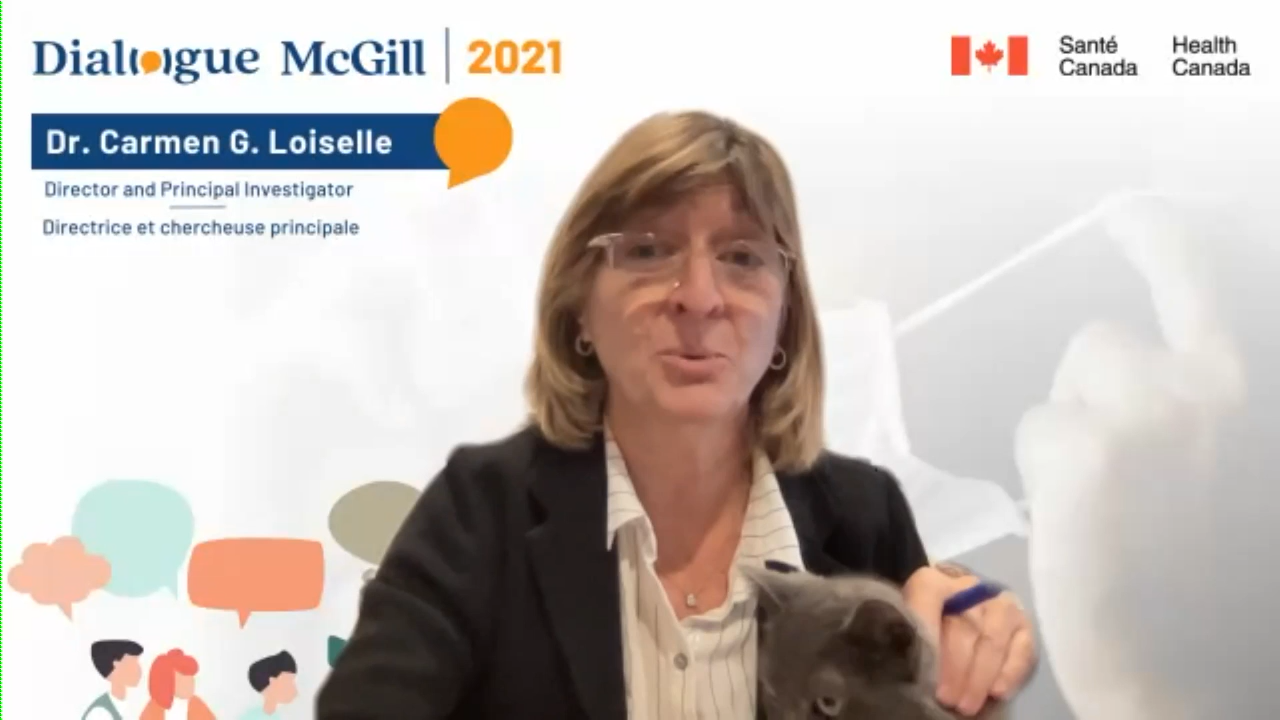 Dialogue McGill 2021
Santé Canada
Health Canada
Dr. Carmen G. Loiselle
Director and Principal Investigator
Directrice et chercheuse principale